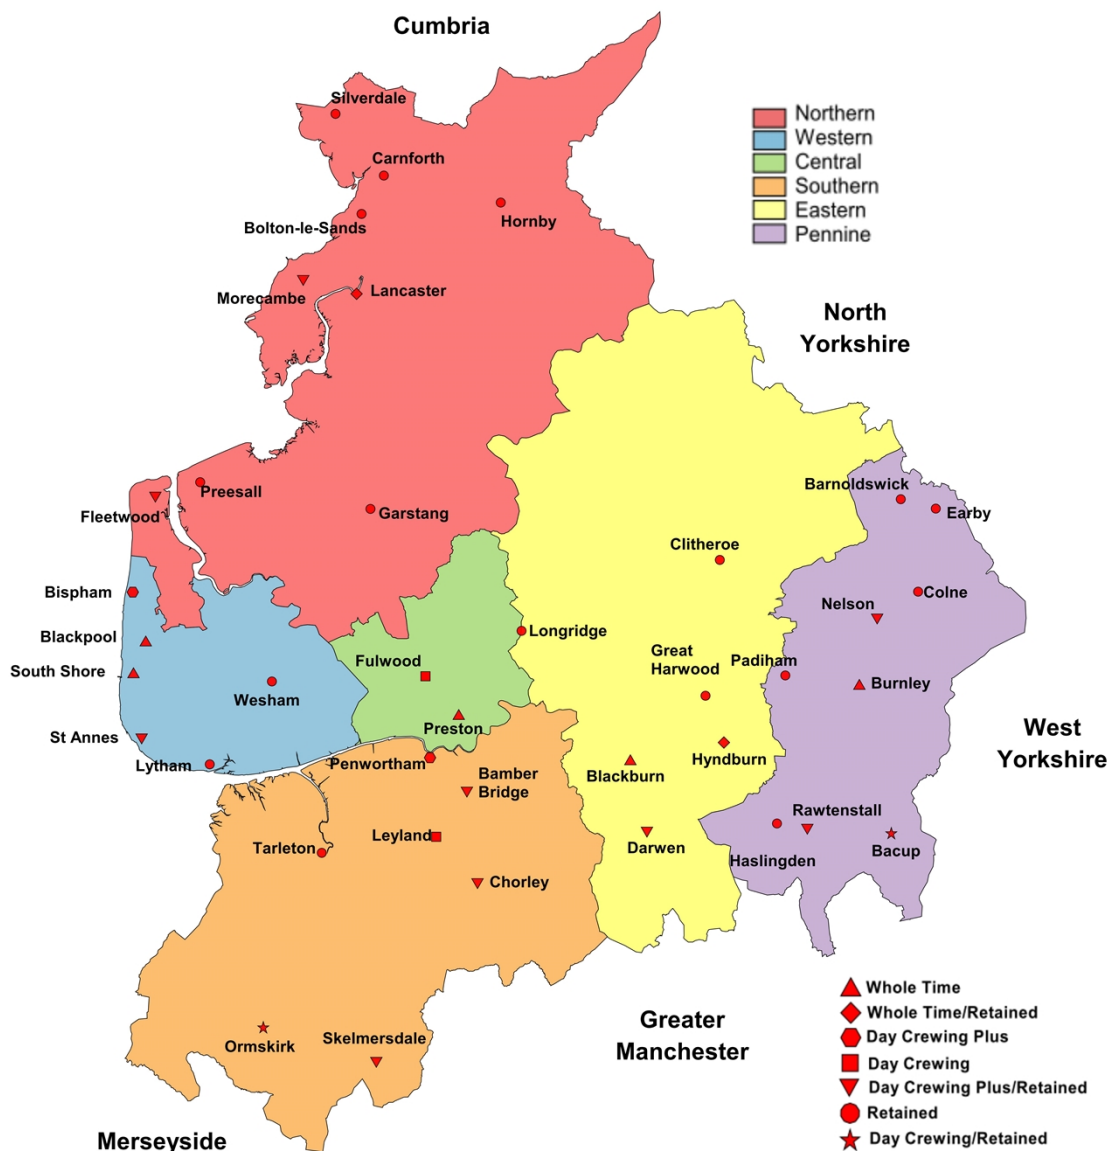 Cumbria
Silverdale
Northern
Western
Carnforth
Central
Southern
Eastern
Hornby
Bolton-le-Sands
Pennine
Lancaster
Morecambe
North
Yorkshire
Barnoldswick
Preesall
Earby
Garstang
Fleetwood
Clitheroe
Bispham
Colne
Nelson
Longridge
Blackpool
Great
Harwood
Padiham
Fulwood
South Shore
Burnley
Wesham
Preston
West
Yorkshire
St Annes
Hyndburn
Lytham
Penwortham
Bamber
Bridge
Blackburn
Rawtenstall
Leyland
Tarleton
Darwen
Haslingden
Bacup
Chorley
Whole Time
Whole Time/Retained
Greater
Manchester
Day Crewing Plus
Ormskirk
Skelmersdale
Day Crewing
Day Crewing Plus/Retained
Retained
Day Crewing/Retained
Merseyside